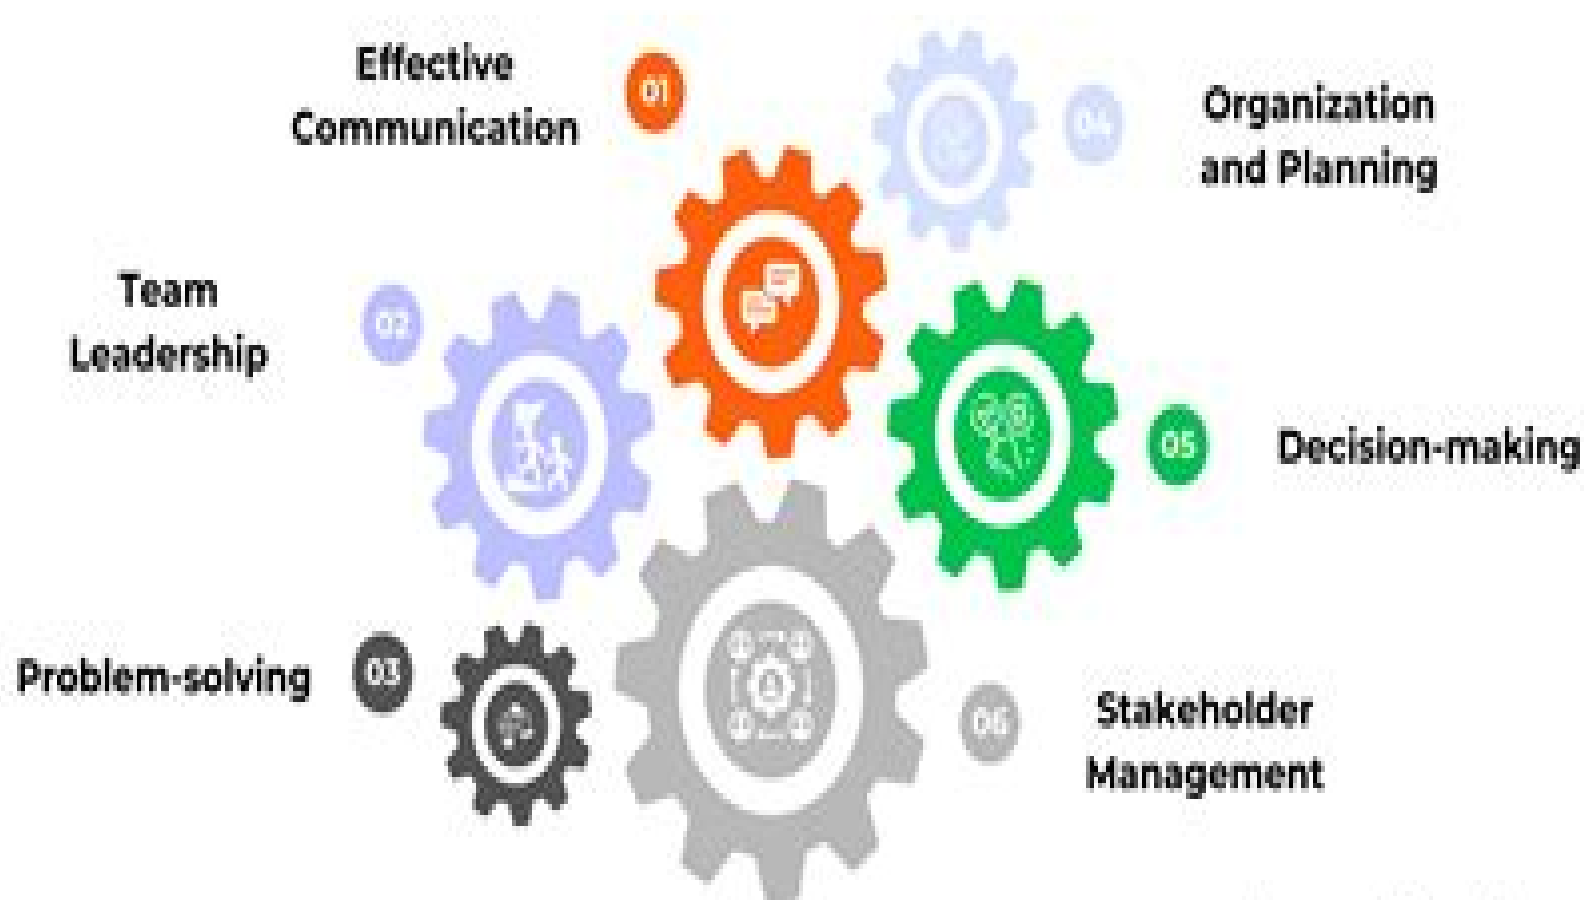 Effective
Communication
01
Team
Leadership
02
Problem-solving
03
04
Organization
and Planning
05
Decision-making
06
Stakeholder
Management